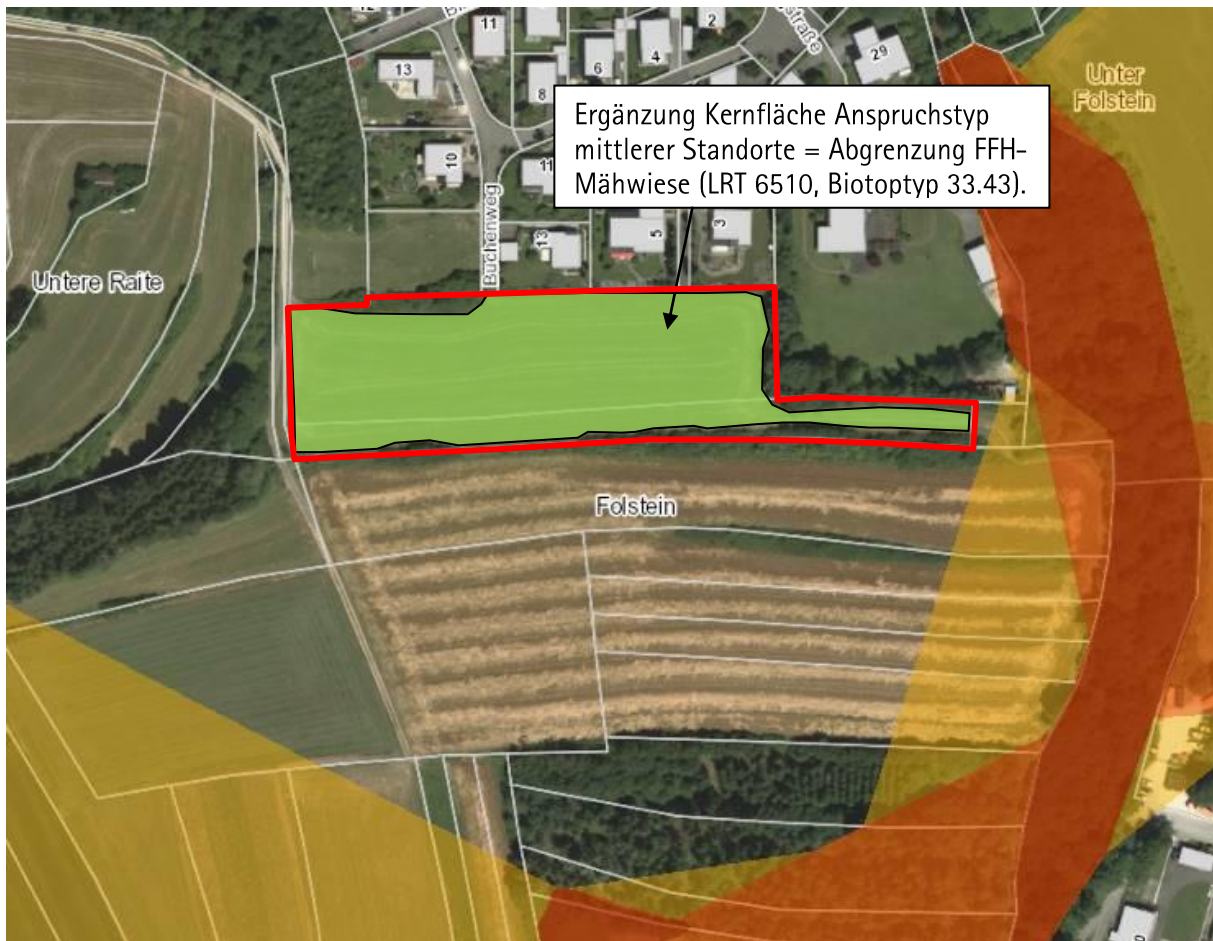 11
2
4
6
29
13
8
straße
Unter
Folstein
Ergänzung Kernfläche Anspruchstyp
mittlerer Standorte = Abgrenzung FFH-
Mähwiese (LRT 6510, Biotoptyp 33.43).
10
11
Buchenweg
13
5
3
Untere Raite
Folstein